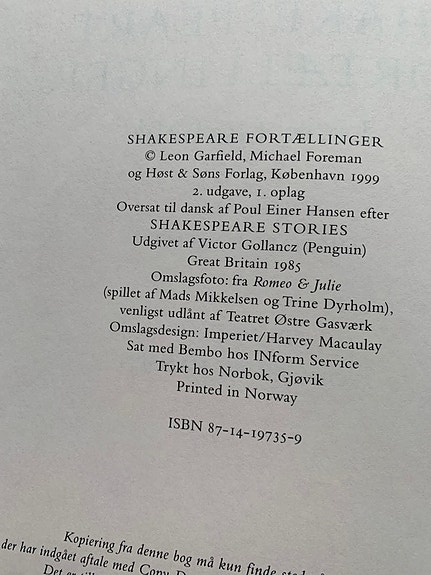 SHAKESPEARE FORTÆLLINGER
© Leon Garfield, Michael Foreman
og Høst & Søns Forlag, København 1999
2. udgave, 1. oplag
Oversat til dansk af Poul Einer Hansen efter
SHAKESPEARE STORIES
Udgivet af Victor Gollancz (Penguin)
Great Britain 1985
Omslagsfoto: fra Romeo & Julie
(spillet af Mads Mikkelsen og Trine Dyrholm),
venligst udlånt af Teatret Østre Gasværk
Omslagsdesign: Imperiet/Harvey Macaulay
Sat med Bembo hos INform Service
Trykt hos Norbok, Gjøvik
Printed in Norway
ISBN 87-14-19735-9
Kopiering fra denne bog må kun finde
der har indgået aftale med Copy
Det er